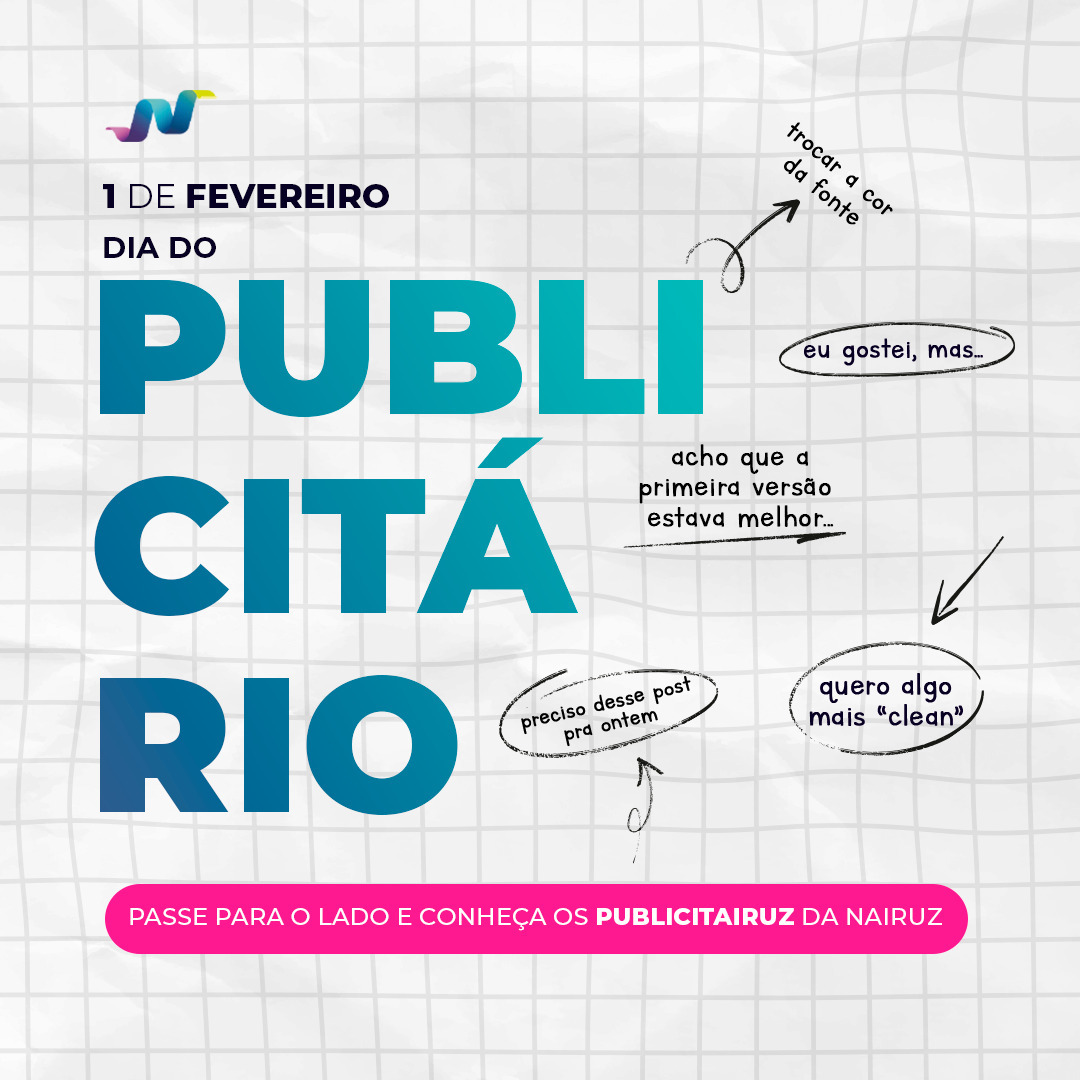 1 DE FEVEREIRO
DIA DO
PUBLI
CITÁ
RIO
trocar a cor
da fonte
eu gostei, mas...
acho que a
primeira versão
estava melhor...
preciso desse post
pra ontem
quero algo
mais “clean”
PASSE PARA O LADO E CONHEÇA OS PUBLICITAIRUZ DA NAIRUZ